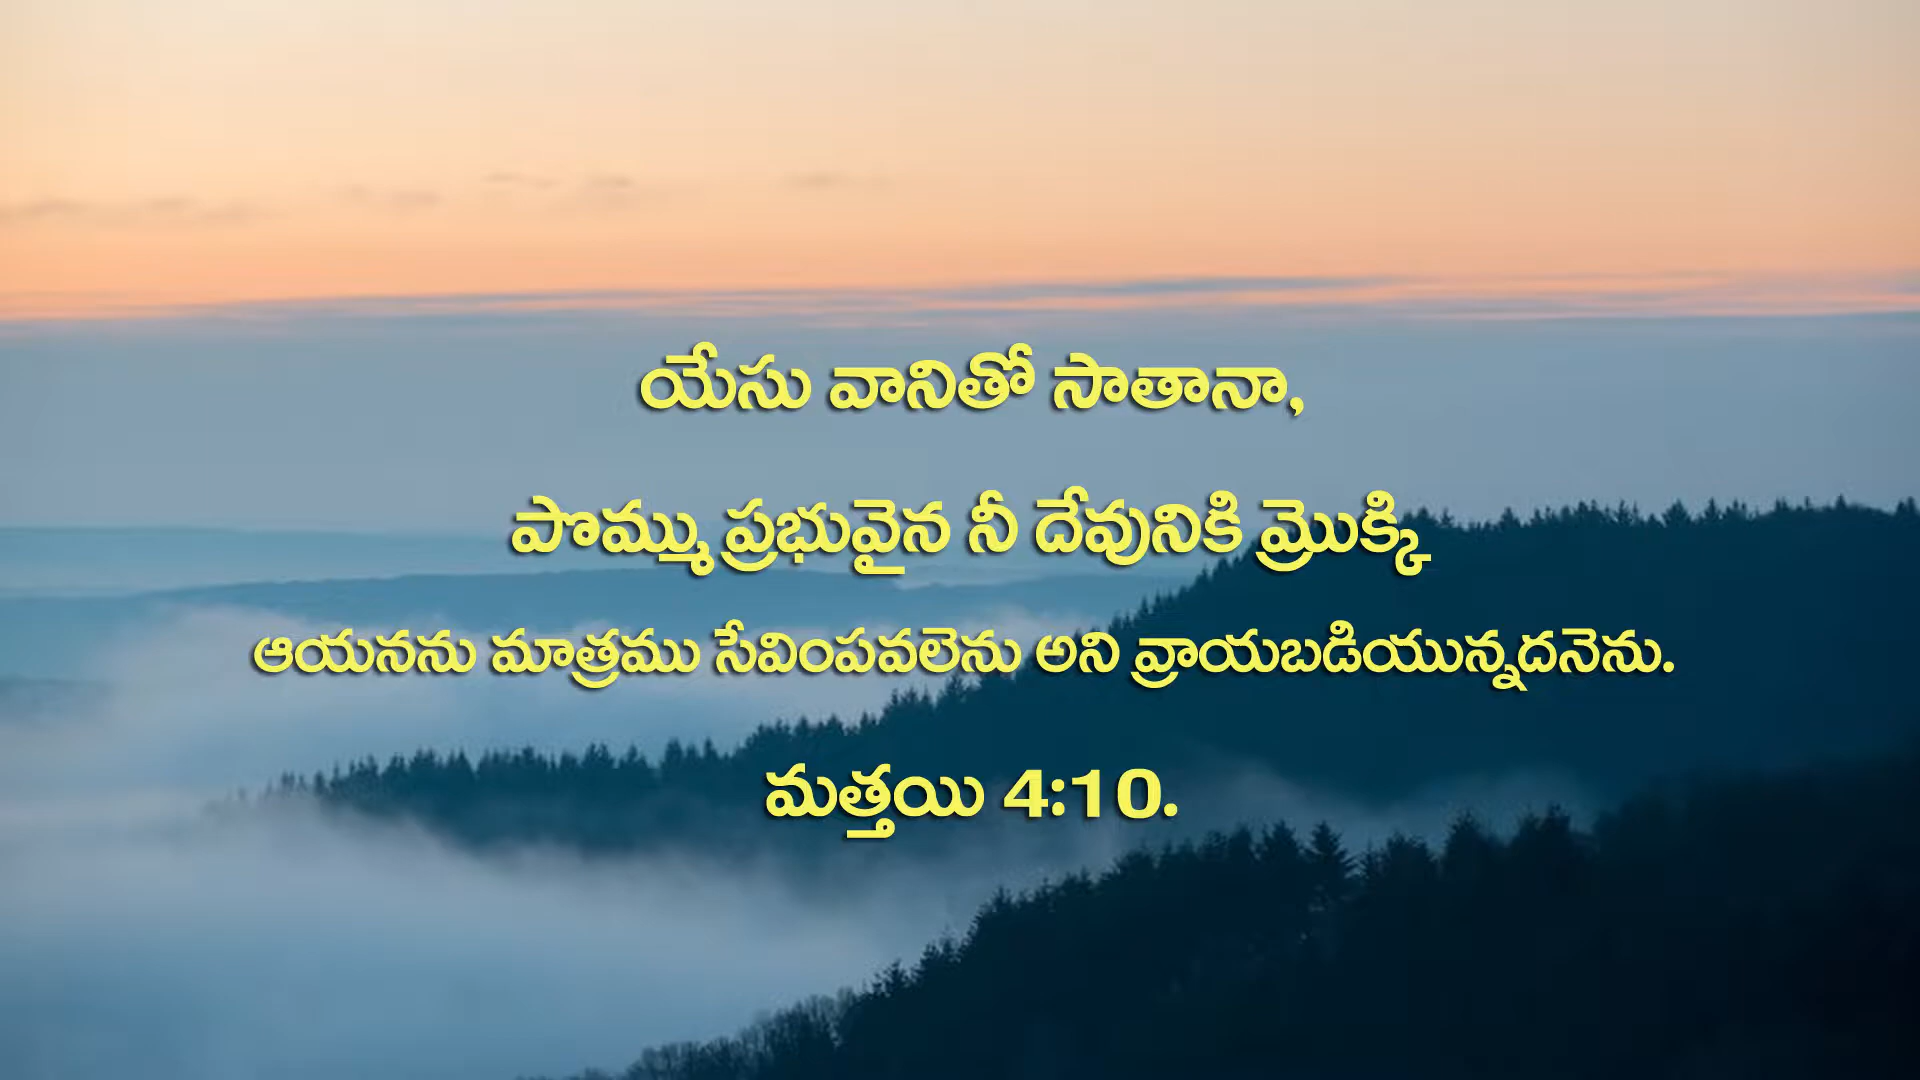 యేసు వానితో సాతానా,
పొమ్ము ప్రభువైన నీ దేవునికి మ్రొక్కి
ఆయనను మాత్రము సేవింపవలెను అని వ్రాయబడియున్నదనెను.
మత్తయి 4:10.